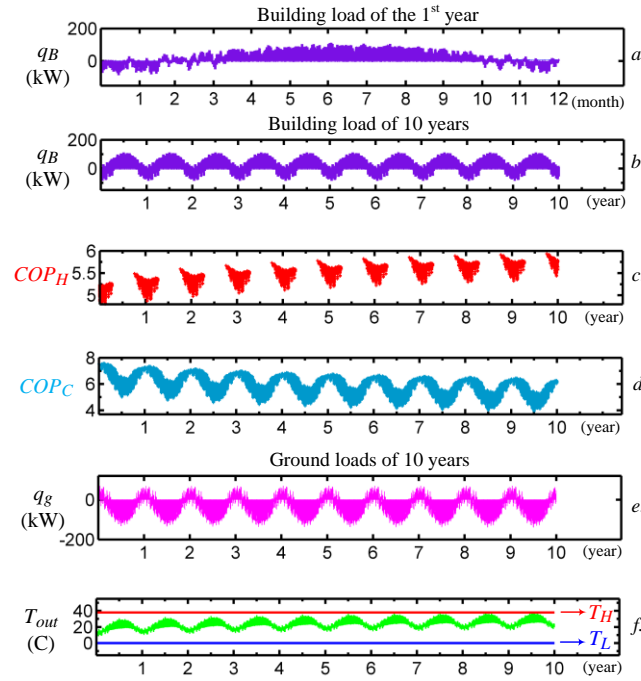 Building load of the 1st year
200
qB
0
(kW)
a
1 2 3 4 5 6 7 8 9 10 11 12 (month)
Building load of 10 years
200
qB
0
(kW)
b
1 2 3 4 5 6 7 8 9 10 (year)
6
COPH
5.5
5
c
1 2 3 4 5 6 7 8 9 10 (year)
8
COPC
6
4
d
1 2 3 4 5 6 7 8 9 10 (year)
Ground loads of 10 years
qg
0
(kW)
-200
e.
1 2 3 4 5 6 7 8 9 10 (year)
Tout
(C)
40
20
0
TH
TL
f.
1 2 3 4 5 6 7 8 9 10 (year)